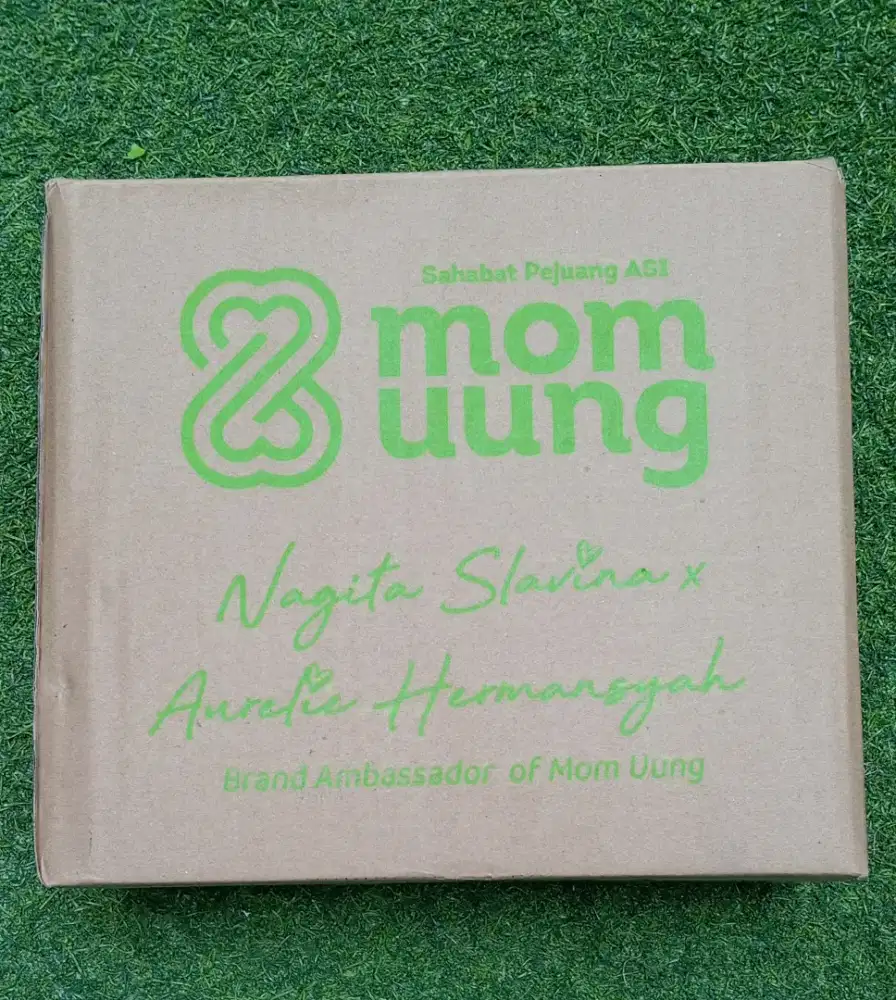 Sahabat Pejuang ASI
mom
uung
Nagita Slavina x
Aurelie Hermansyah
Brand Ambassador of Mom Uung